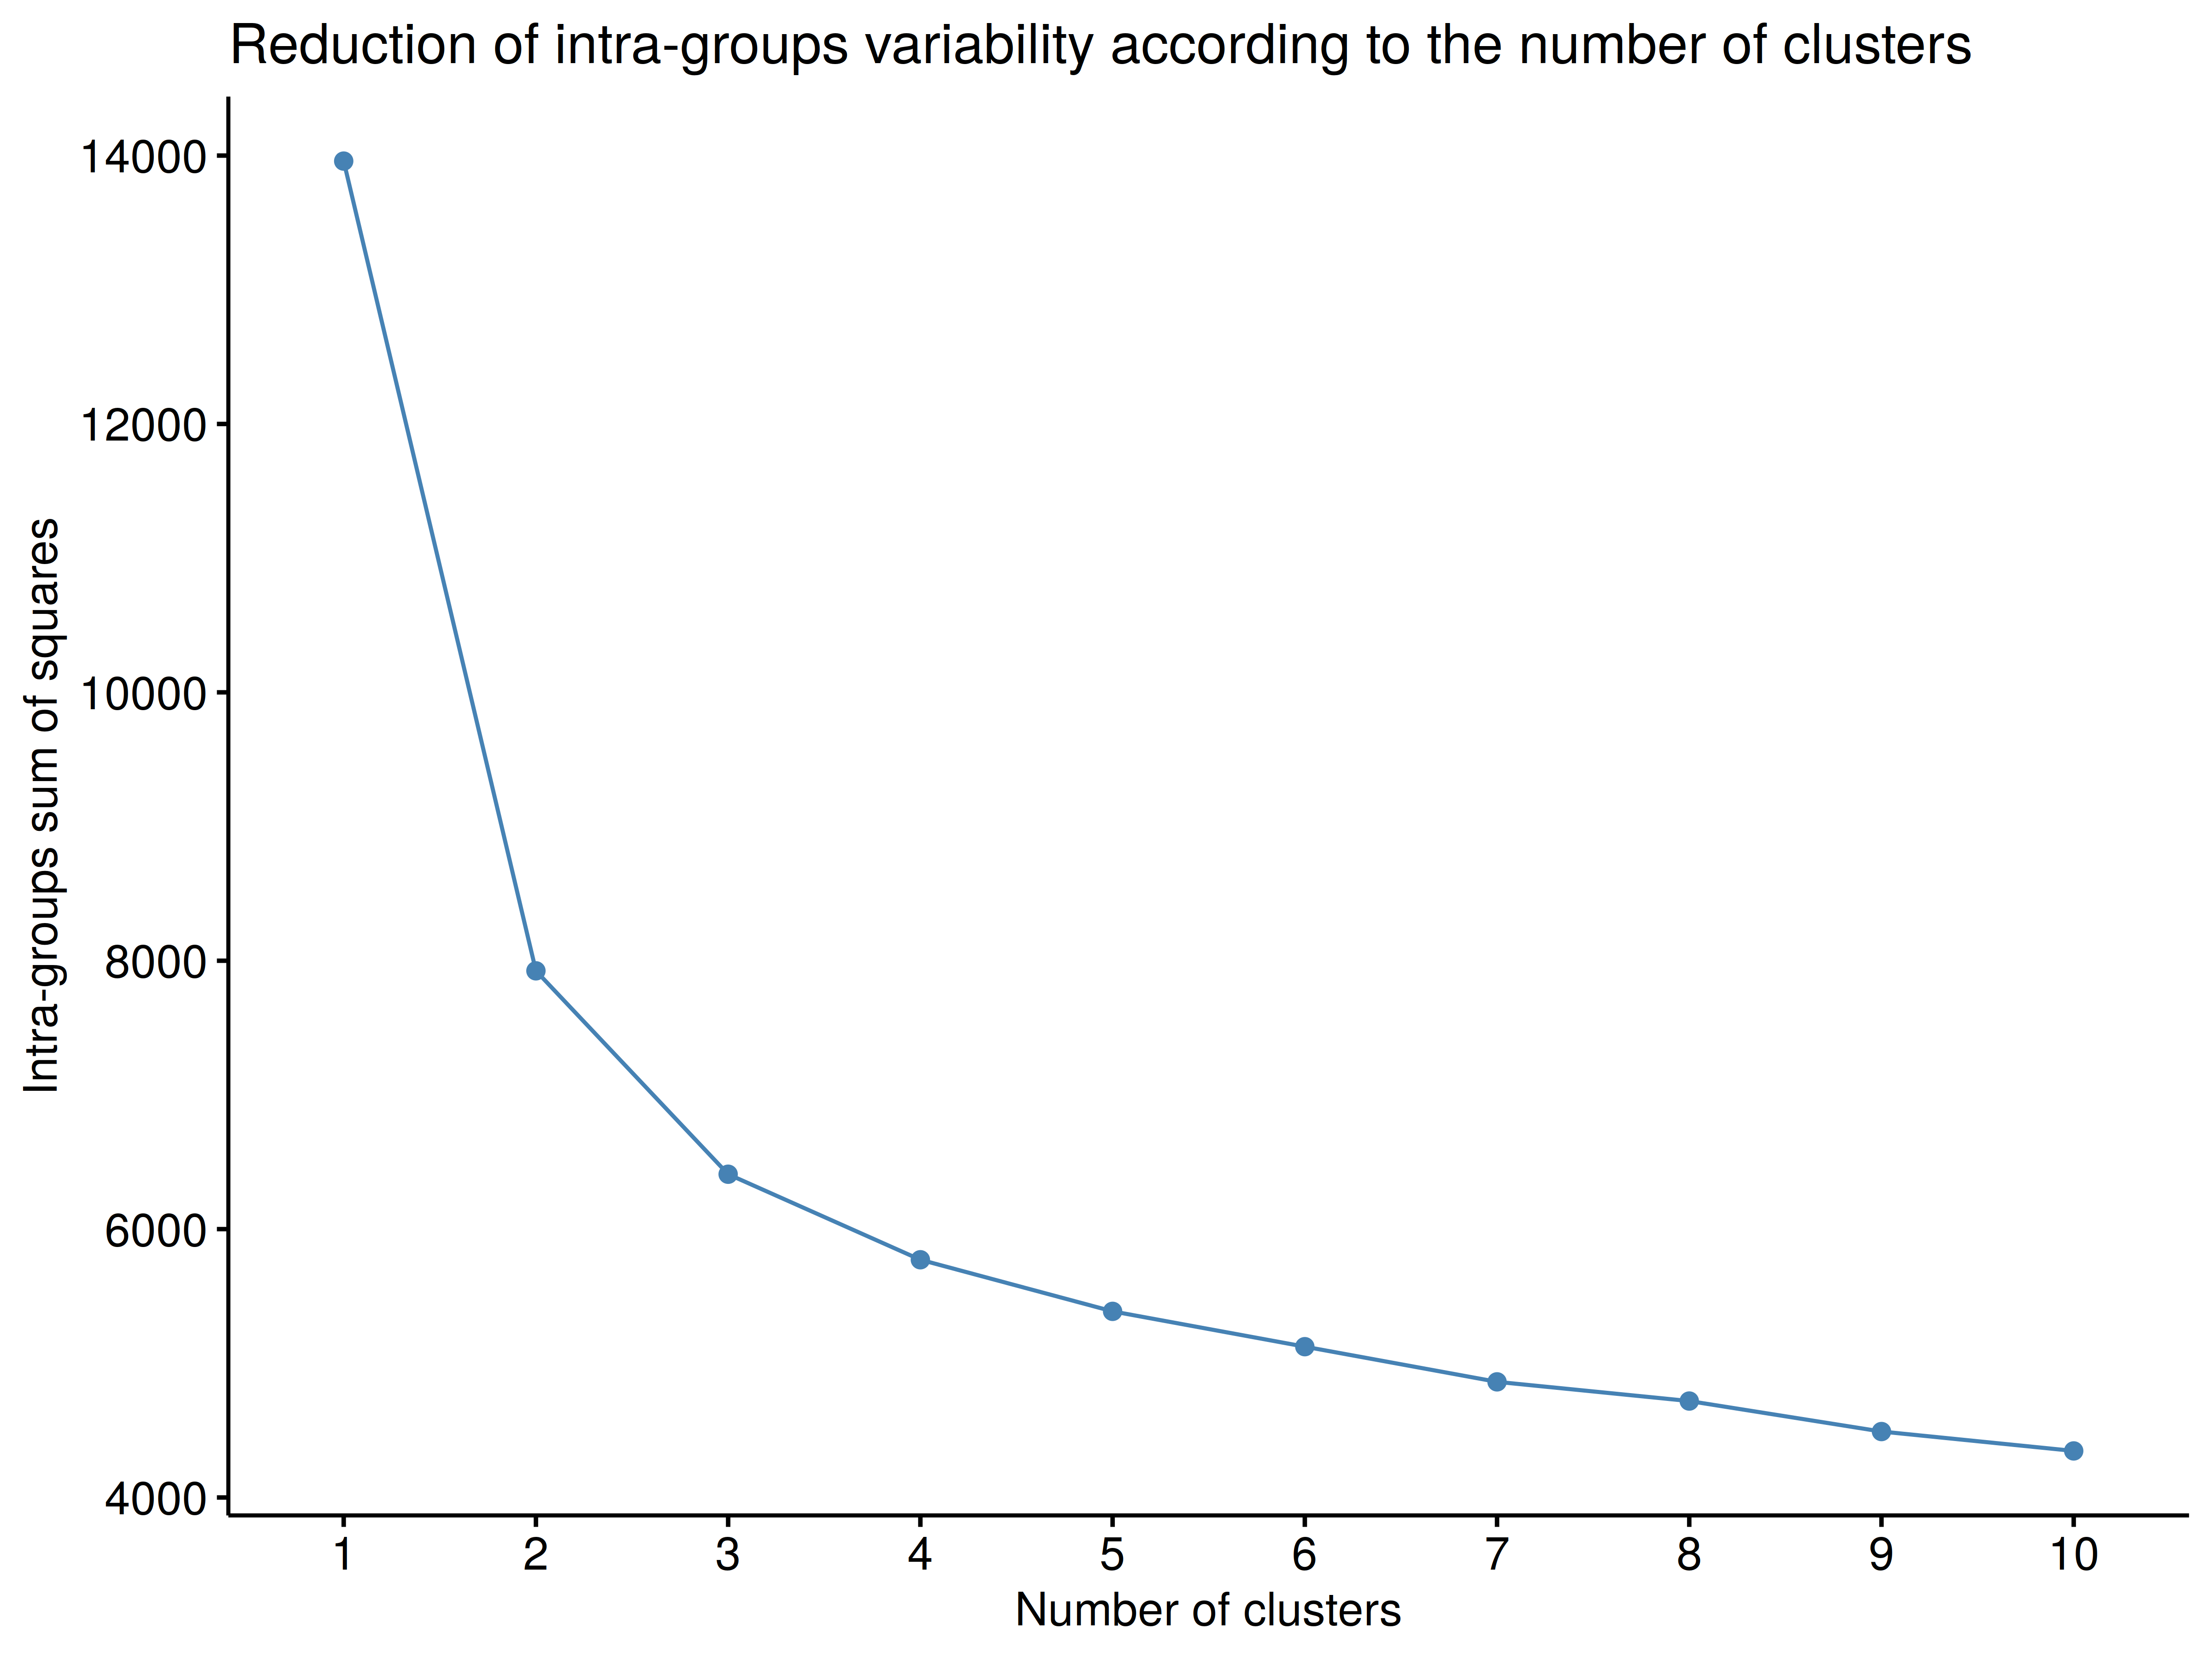 Reduction of intra-groups variability according to the number of clusters
Intra-groups sum of squares
14000
12000
10000
8000
6000
4000
1 2 3 4 5 6 7 8 9 10
Number of clusters